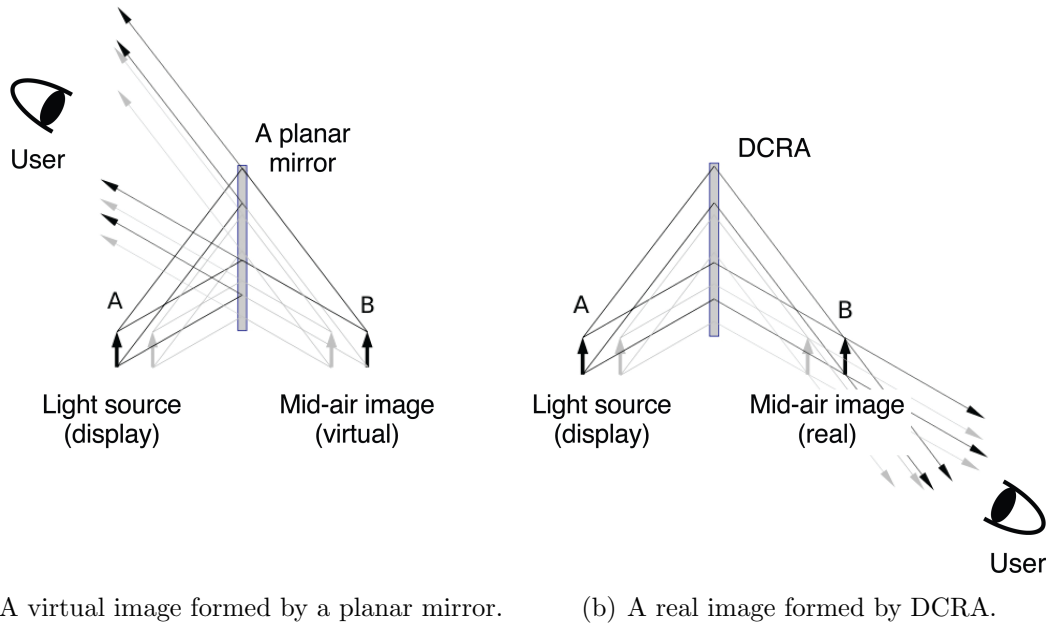 A planar
mirror
User
A
B
Light source
(display)
Mid-air image
(virtual)
A virtual image formed by a planar mirror.
DCRA
A
B
Light source
(display)
Mid-air image
(real)
User
(b) A real image formed by DCRA.